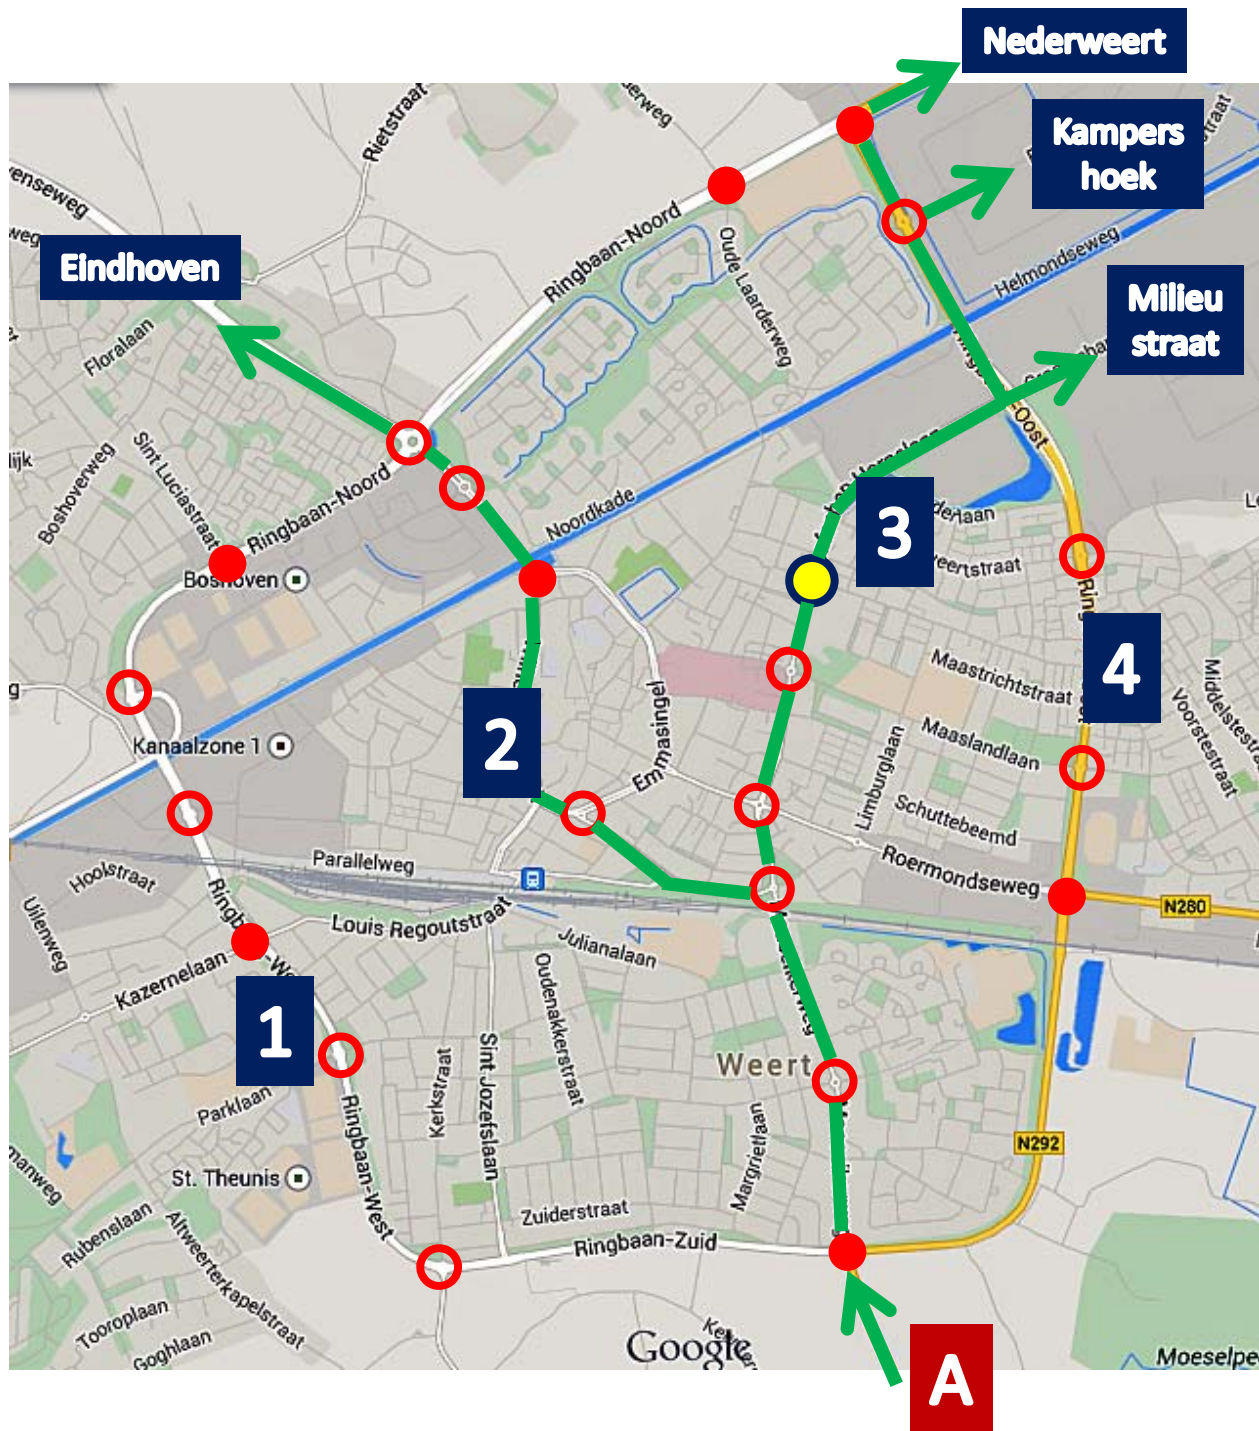 Nederweert
Kampers
hoek
Milieu
straat
Eindhoven
Rietstraat
Floralaan
Ringbaan-Noord
Oude Laarderweg
Helmondseweg
Sint Luciastraat
Boshoverweg
Ringbaan-Noord
Noordkade
Boshoven
3
4
2
1
Maastrichtstraat
Maaslandlaan
Limburglaan
Schuttebeemd
Middelstestraat
Voorstestraat
Emmasingel
Kanaalzone 1
Roermondseweg
N280
Parallelweg
Hoolstraat
Uilenweg
Louis Regoutstraat
Julianalaan
Kazernelaan
Oudenakkerstraat
Sint Jozefslaan
Kerkstraat
Weert
Margrietlaan
Parklaan
Ringbaan-West
St. Theunis
N292
Zuiderstraat
Ringbaan-Zuid
Rubenslaan
Altweerterkapelstraat
Tooroplaan
Goghlaan
Google
Moeselpe
A